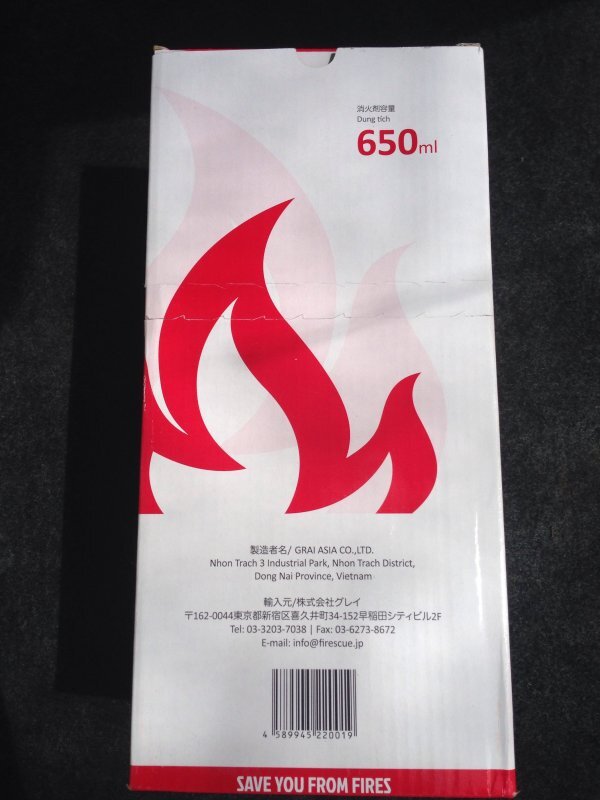 消火剤容量
Dung tích
650ml
製造者名/ GRAI ASIA CO.,LTD.
Nhon Trach 3 Industrial Park, Nhon Trach District,
Dong Nai Province, Vietnam
輸入元/株式会社グレイ
〒162-0044東京都新宿区喜久井町34-152早稲田シティビル2F
Tel: 03-3203-7038 | Fax: 03-6273-8672
E-mail: info@firescue.jp
4 589945 220019
SAVE YOU FROM FIRES